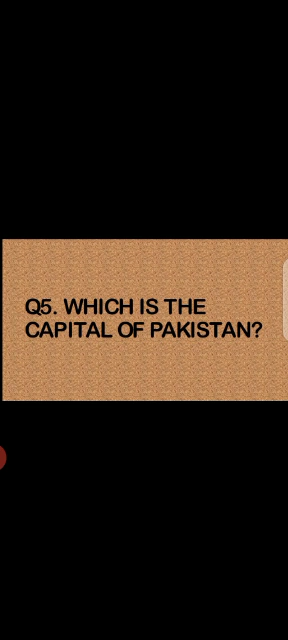 Q5. WHICH IS THE
CAPITAL OF PAKISTAN?